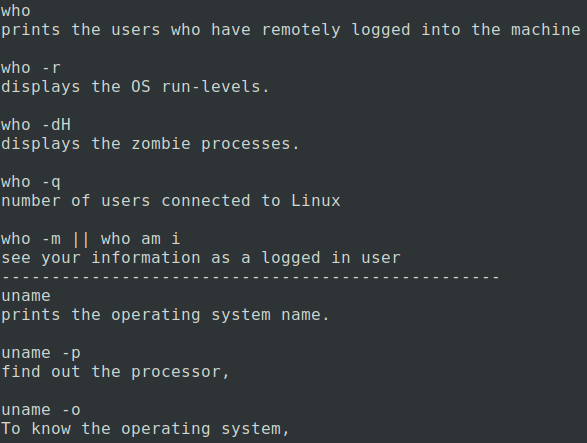 who
prints the users who have remotely logged into the machine
who -r
displays the OS run-levels.
who -dH
displays the zombie processes.
who -q
number of users connected to Linux
who -m || who am i
see your information as a logged in user
--------------------------------------------------
uname
prints the operating system name.
uname -p
find out the processor,
uname -o
To know the operating system,